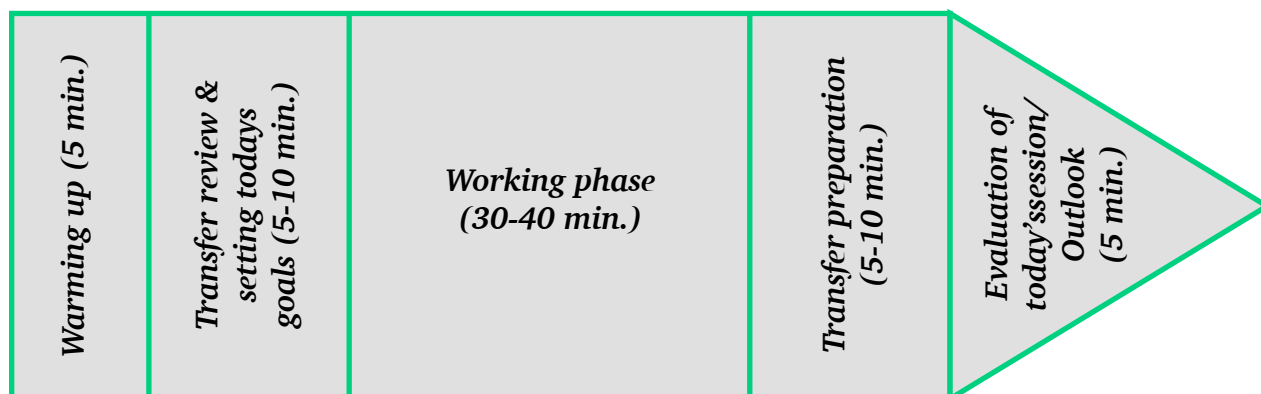 Warming up (5 min.)
Transfer review &
setting todays
goals (5-10 min.)
Working phase
(30-40 min.)
Transfer preparation
(5-10 min.)
Evaluation of
today'ssession/
Outlook
(5 min.)